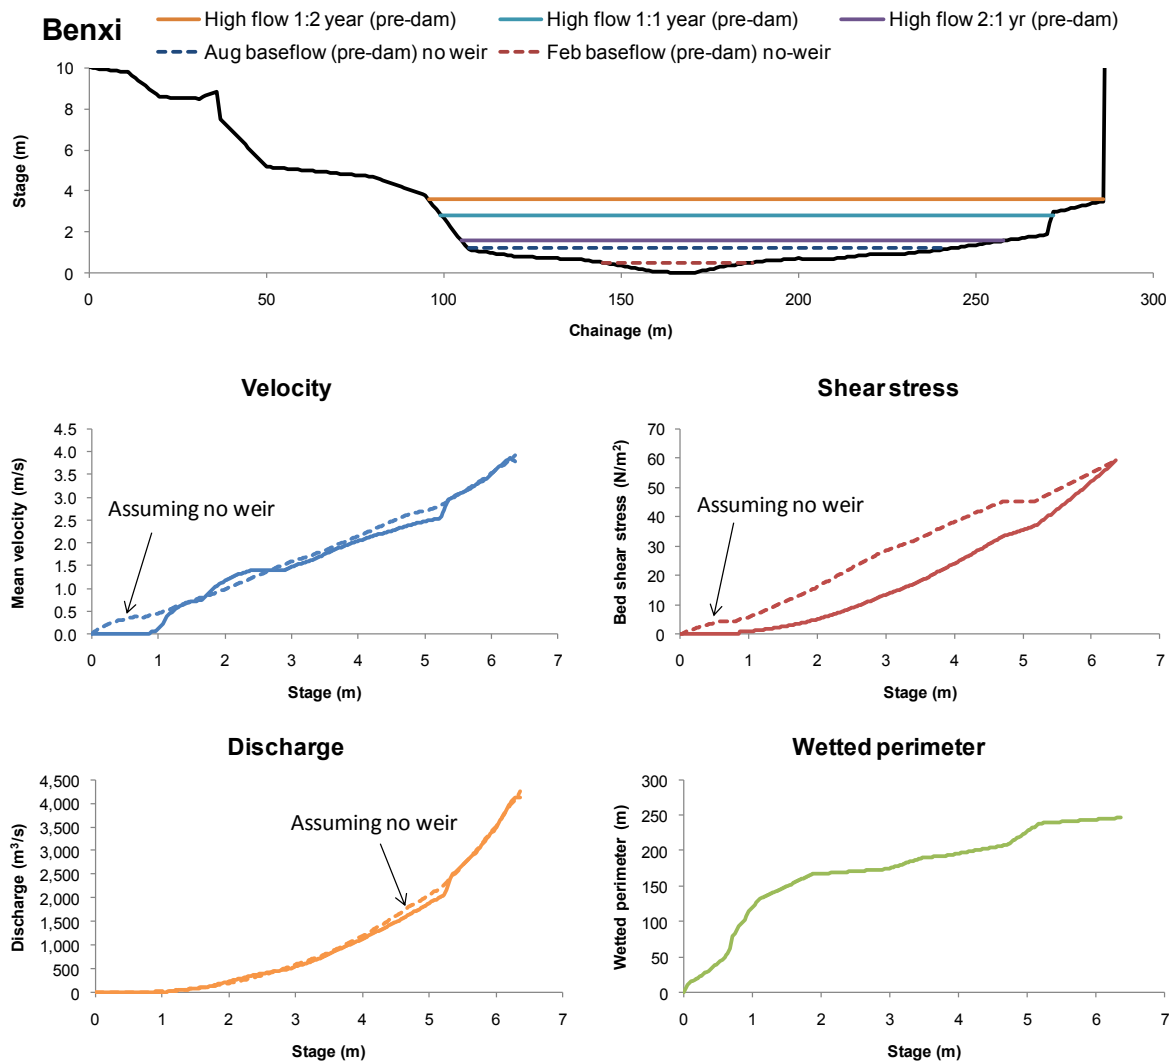 Benxi
High flow 1:2 year (pre-dam)
High flow 1:1 year (pre-dam)
High flow 2:1 yr (pre-dam)
Aug baseflow (pre-dam) no weir
Feb baseflow (pre-dam) no-weir
Stage (m)
10
8
6
4
2
0
0 50 100 150 200 250 300
Chainage (m)
Velocity
Mean velocity (m/s)
4.5
4.0
3.5
3.0
2.5
2.0
1.5
1.0
0.5
0.0
Assuming no weir
0 1 2 3 4 5 6 7
Stage (m)
Shear stress
Bed shear stress (N/m²)
70
60
50
40
30
20
10
0
Assuming no weir
0 1 2 3 4 5 6 7
Stage (m)
Discharge
Discharge (m³/s)
4,500
4,000
3,500
3,000
2,500
2,000
1,500
1,000
500
0
Assuming no weir
0 1 2 3 4 5 6 7
Stage (m)
Wetted perimeter
Wetted perimeter (m)
300
250
200
150
100
50
0
0 1 2 3 4 5 6 7
Stage (m)